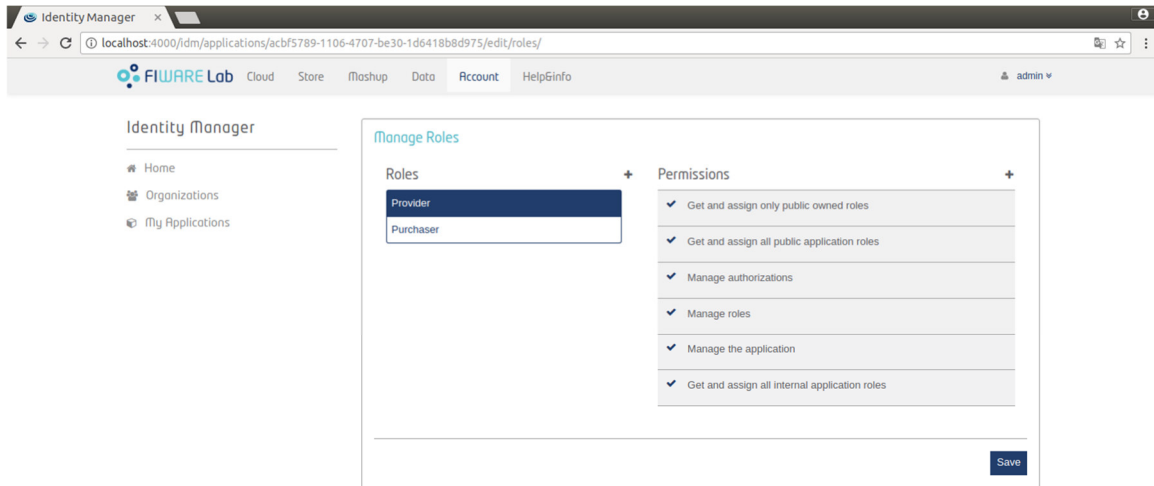 Identity Manager
localhost:4000/idm/applications/acbf5789-1106-4707-be30-1d6418b8d975/edit/roles/
FIWARE Lab Cloud Store Mashup Data Account Help&info admin
Identity Manager
Home
Organizations
My Applications
Manage Roles
Roles
Provider
Purchaser
Permissions
Get and assign only public owned roles
Get and assign all public application roles
Manage authorizations
Manage roles
Manage the application
Get and assign all internal application roles
Save